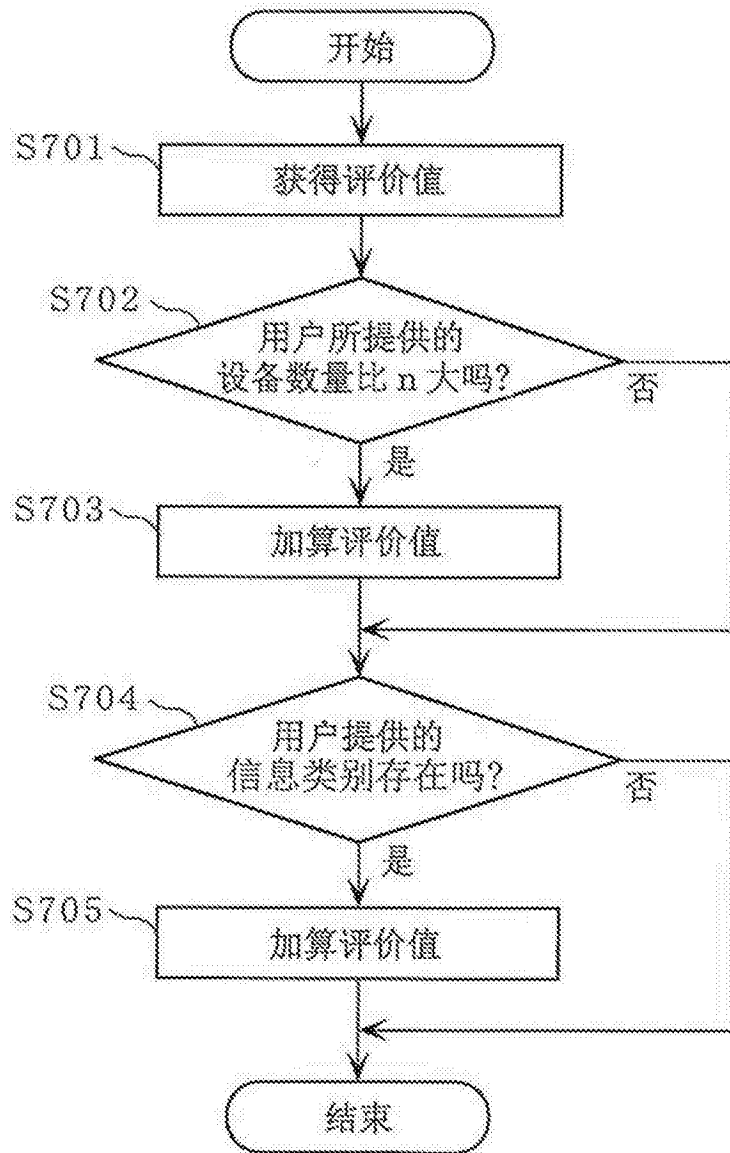 开始
S701
获得评价值
S702
用户所提供的
设备数量比 n 大吗?
否
是
S703
加算评价值
S704
用户提供的
信息类别存在吗?
否
是
S705
加算评价值
结束